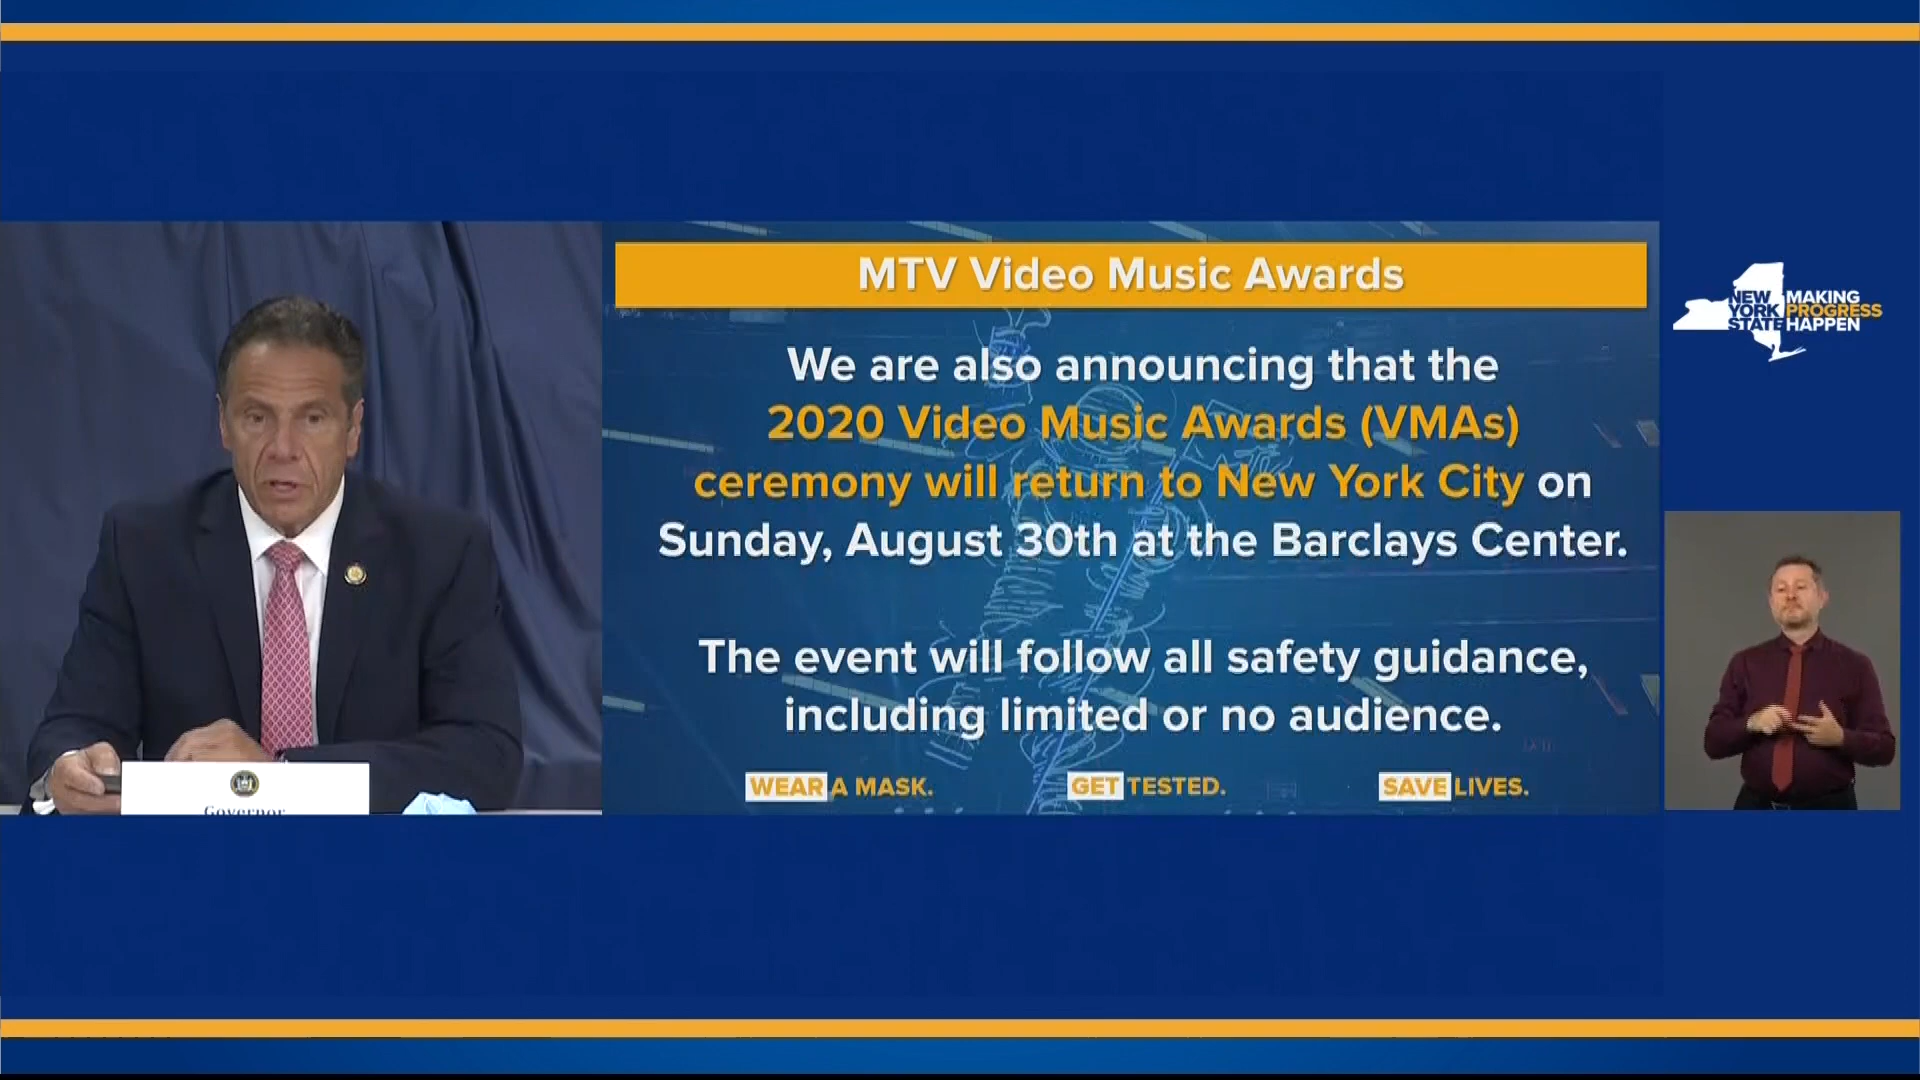 MTV Video Music Awards
We are also announcing that the
2020 Video Music Awards (VMAs)
ceremony will return to New York City on
Sunday, August 30th at the Barclays Center.
The event will follow all safety guidance,
including limited or no audience.
WEAR A MASK.
GET TESTED.
SAVE LIVES.
NEW
YORK
STATE
MAKING
PROGRESS
HAPPEN
Governor